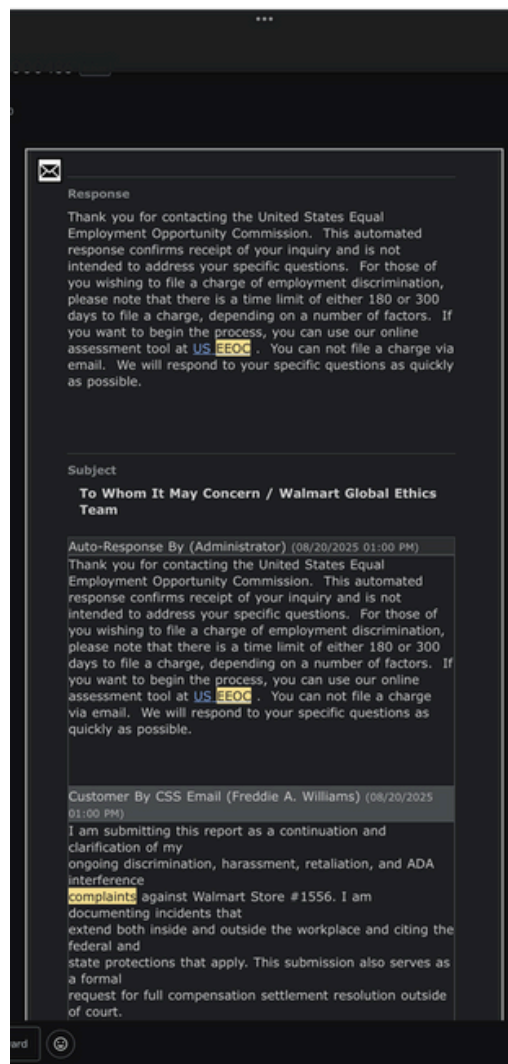 Response
Thank you for contacting the United States Equal
Employment Opportunity Commission.  This automated
response confirms receipt of your inquiry and is not
intended to address your specific questions.  For those of
you wishing to file a charge of employment discrimination,
please note that there is a time limit of either 180 or 300
days to file a charge, depending on a number of factors.  If
you want to begin the process, you can use our online
assessment tool at US EEOC .  You can not file a charge via
email.  We will respond to your specific questions as quickly
as possible.
Subject
To Whom It May Concern / Walmart Global Ethics
Team
Auto-Response By (Administrator) (08/20/2025 01:00 PM)
Thank you for contacting the United States Equal
Employment Opportunity Commission.  This automated
response confirms receipt of your inquiry and is not
intended to address your specific questions.  For those of
you wishing to file a charge of employment discrimination,
please note that there is a time limit of either 180 or 300
days to file a charge, depending on a number of factors.  If
you want to begin the process, you can use our online
assessment tool at US EEOC .  You can not file a charge
via email.  We will respond to your specific questions as
quickly as possible.
Customer By CSS Email (Freddie A. Williams) (08/20/2025
01:00 PM)
I am submitting this report as a continuation and
clarification of my
ongoing discrimination, harassment, retaliation, and ADA
interference
complaints against Walmart Store #1556. I am
documenting incidents that
extend both inside and outside the workplace and citing the
federal and
state protections that apply. This submission also serves as
a formal
request for full compensation settlement resolution outside
of court.
ward